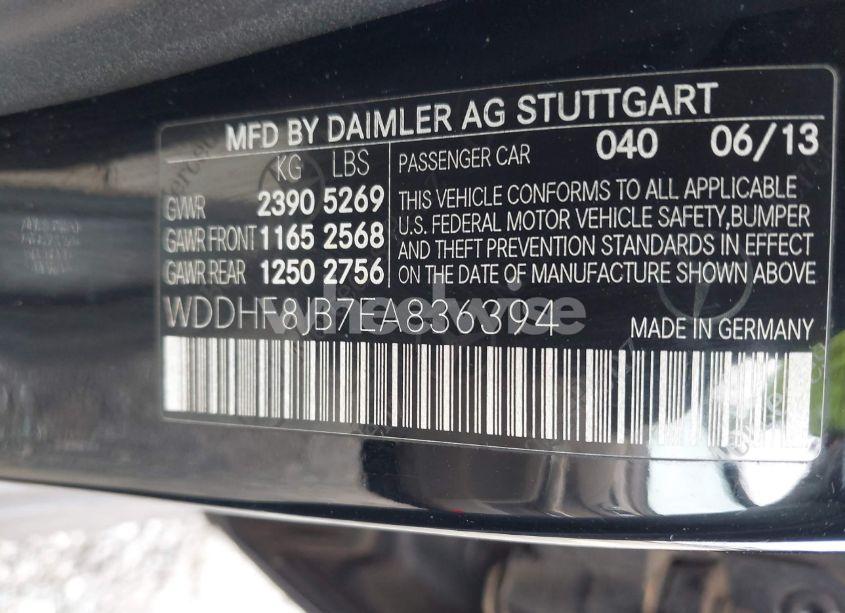 MFD BY DAIMLER AG STUTTGART
KG LBS
GVWR 2390 5269
GAWR FRONT 1165 2568
GAWR REAR 1250 2756
PASSENGER CAR 040 06/13
THIS VEHICLE CONFORMS TO ALL APPLICABLE
U.S. FEDERAL MOTOR VEHICLE SAFETY,BUMPER
AND THEFT PREVENTION STANDARDS IN EFFECT
ON THE DATE OF MANUFACTURE SHOWN ABOVE
WDDHF8JB7EA836394
MADE IN GERMANY
wheelwise